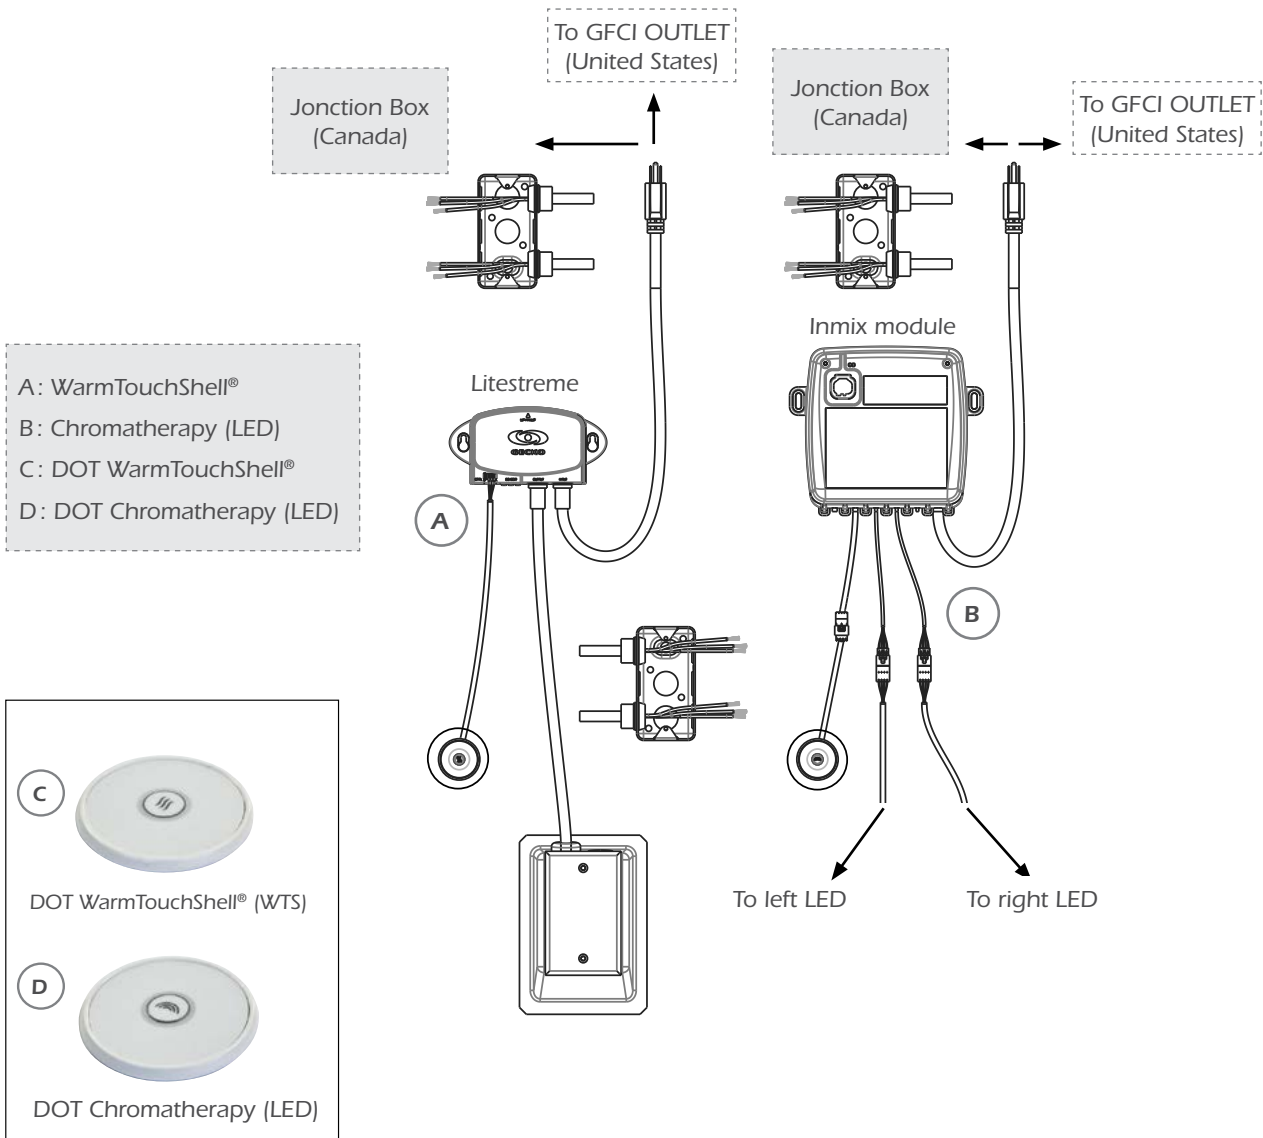 To GFCI OUTLET
(United States)
Jonction Box
(Canada)
Jonction Box
(Canada)
To GFCI OUTLET
(United States)
Inmix module
Litestreme
A: WarmTouchShell®
B: Chromatherapy (LED)
C: DOT WarmTouchShell®
D: DOT Chromatherapy (LED)
GECKO
A
B
C
DOT WarmTouchShell® (WTS)
D
DOT Chromatherapy (LED)
To left LED
To right LED